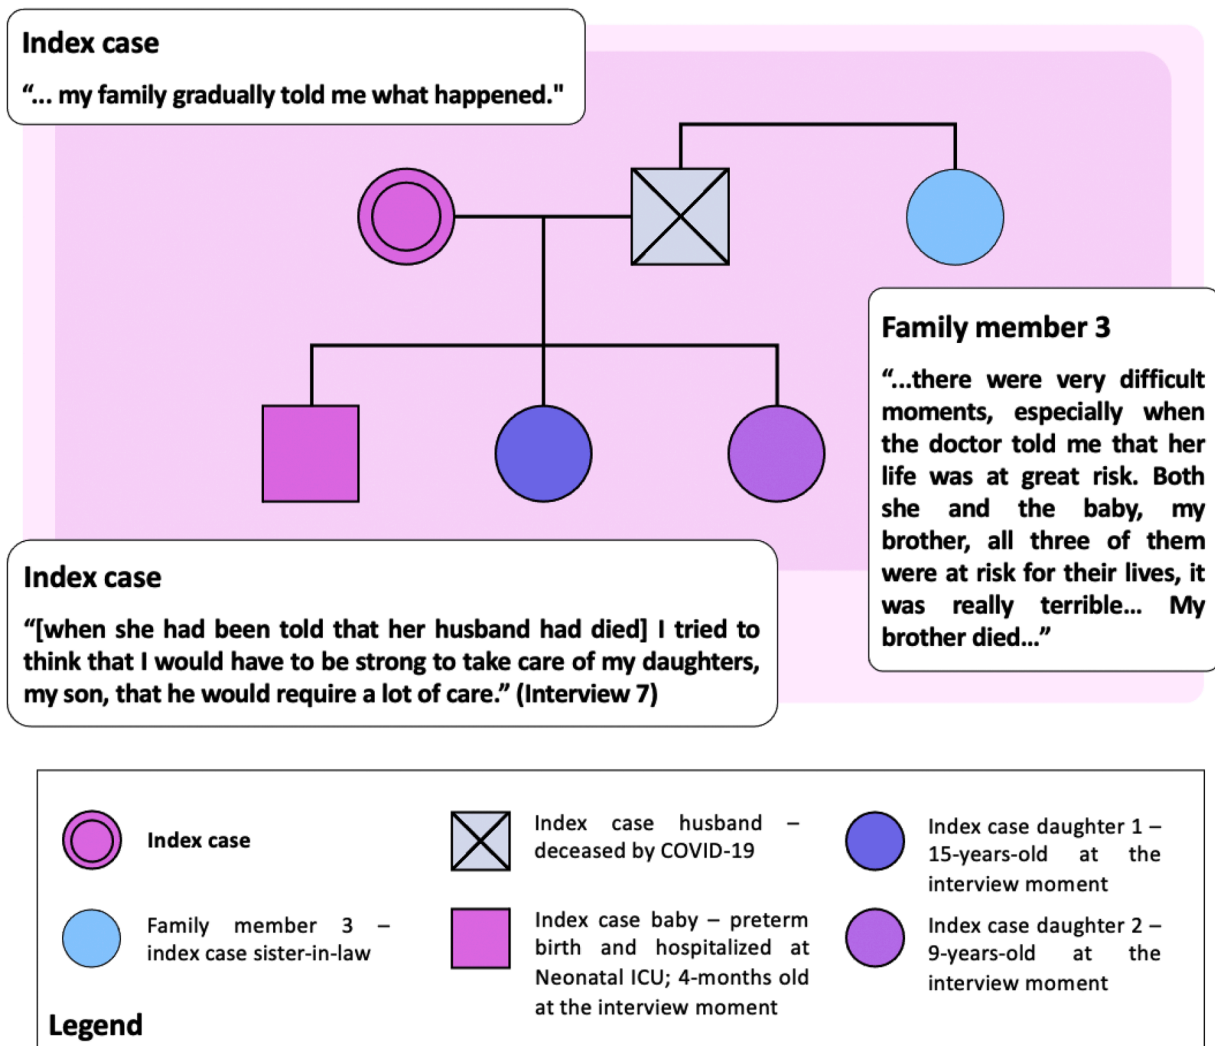 Index case
“... my family gradually told me what happened."
Family member 3
“...there were very difficult
moments, especially when
the doctor told me that her
life was at great risk. Both
she and the baby, my
brother, all three of them
were at risk for their lives, it
was really terrible... My
brother died...”
Index case
“[when she had been told that her husband had died] I tried to
think that I would have to be strong to take care of my daughters,
my son, that he would require a lot of care.” (Interview 7)
Index case
Family member 3 –
index case sister-in-law
Index case husband –
deceased by COVID-19
Index case baby – preterm
birth and hospitalized at
Neonatal ICU; 4-months old
at the interview moment
Index case daughter 1 –
15-years-old at the
interview moment
Index case daughter 2 –
9-years-old at the
interview moment
Legend